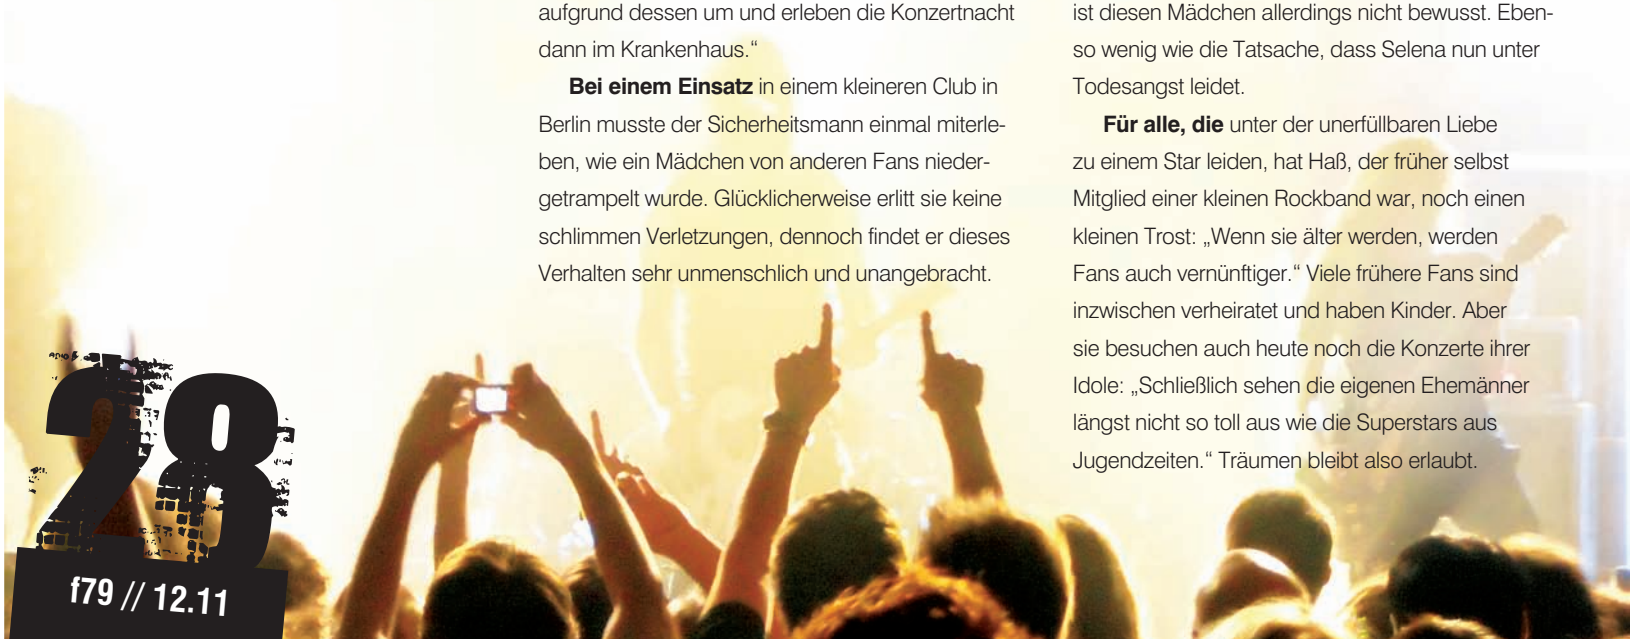 aufgrund dessen um und erleben die Konzertnacht
dann im Krankenhaus.“
Bei einem Einsatz in einem kleineren Club in
Berlin musste der Sicherheitsmann einmal miterle-
ben, wie ein Mädchen von anderen Fans nieder-
getrampelt wurde. Glücklicherweise erlitt sie keine
schlimmen Verletzungen, dennoch findet er dieses
Verhalten sehr unmenschlich und unangebracht.
ist diesen Mädchen allerdings nicht bewusst. Eben-
so wenig wie die Tatsache, dass Selena nun unter
Todesangst leidet.
Für alle, die unter der unerfüllbaren Liebe
zu einem Star leiden, hat Haß, der früher selbst
Mitglied einer kleinen Rockband war, noch einen
kleinen Trost: „Wenn sie älter werden, werden
Fans auch vernünftiger.“ Viele frühere Fans sind
inzwischen verheiratet und haben Kinder. Aber
sie besuchen auch heute noch die Konzerte ihrer
Idole: „Schließlich sehen die eigenen Ehemänner
längst nicht so toll aus wie die Superstars aus
Jugendzeiten.“ Träumen bleibt also erlaubt.
28
f79 // 12.11